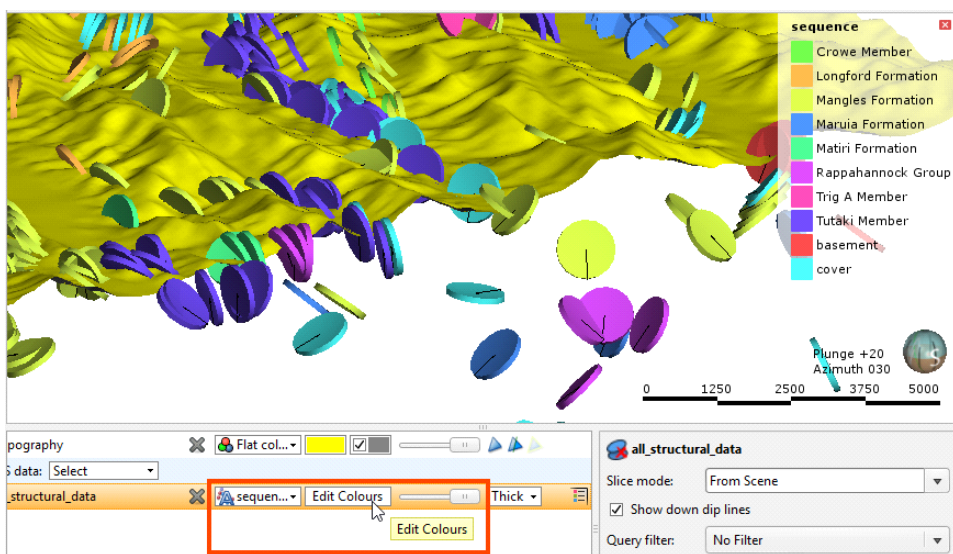 sequence
Crowe Member
Longford Formation
Mangles Formation
Maruia Formation
Matiri Formation
Rappahannock Group
Trig A Member
Tutaki Member
basement
cover
Plunge +20
Azimuth 030
0 1250 2500 3750 5000
S
pography Flat col...
S data: Select
_structural_data sequen... Edit Colours Thick
Edit Colours
all_structural_data
Slice mode: From Scene
Show down dip lines
Query filter: No Filter